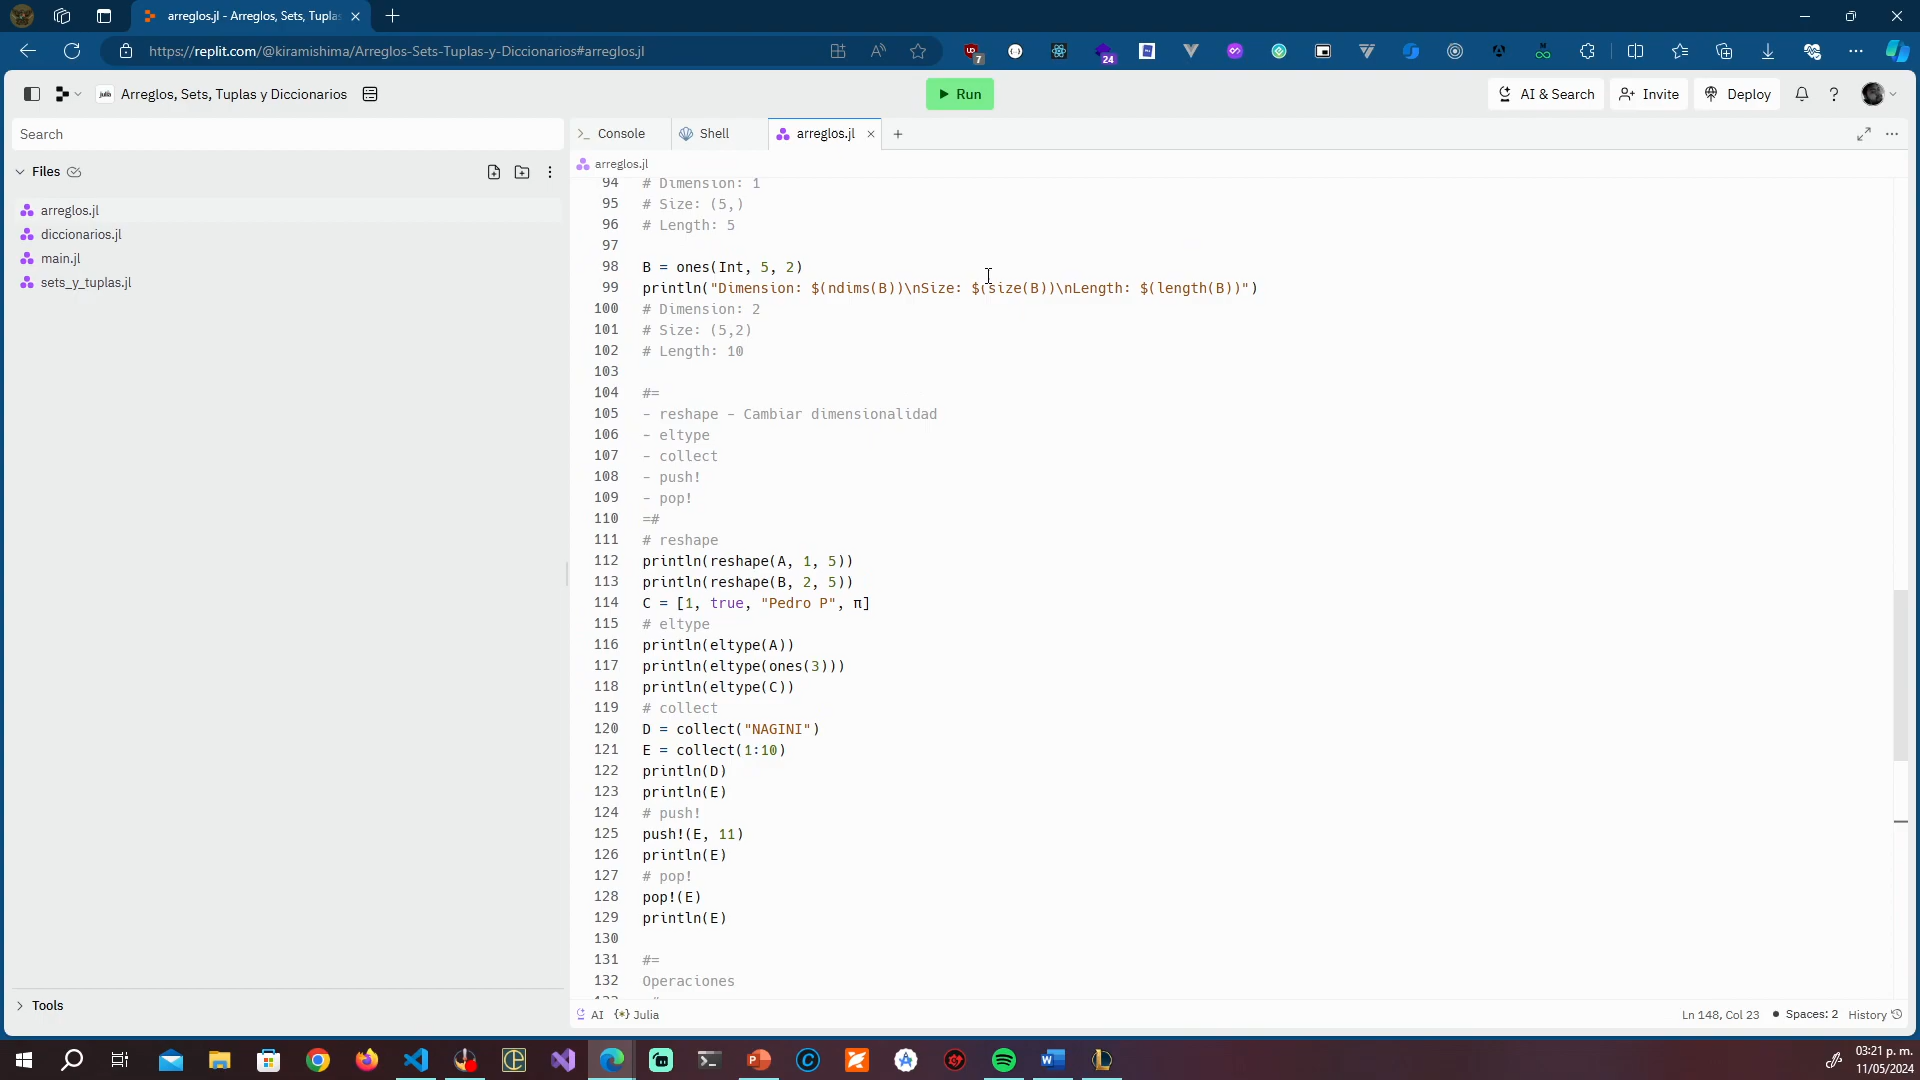 arreglos.jl - Arreglos, Sets, Tupla
https://replit.com/@kiramishima/Arreglos-Sets-Tuplas-y-Diccionarios#arreglos.jl
7
24
Arreglos, Sets, Tuplas y Diccionarios
Run
AI & Search
Invite
Deploy
Search
Console
Shell
arreglos.jl
arreglos.jl
Files
arreglos.jl
diccionarios.jl
main.jl
sets_y_tuplas.jl
Tools
94 # Dimension: 1
95 # Size: (5,)
96 # Length: 5
97
98 B = ones(Int, 5, 2)
99 println("Dimension: $(ndims(B))\nSize: $(size(B))\nLength: $(length(B))")
100 # Dimension: 2
101 # Size: (5,2)
102 # Length: 10
103
104 #=
105 - reshape - Cambiar dimensionalidad
106 - eltype
107 - collect
108 - push!
109 - pop!
110 =#
111 # reshape
112 println(reshape(A, 1, 5))
113 println(reshape(B, 2, 5))
114 C = [1, true, "Pedro P", π]
115 # eltype
116 println(eltype(A))
117 println(eltype(ones(3)))
118 println(eltype(C))
119 # collect
120 D = collect("NAGINI")
121 E = collect(1:10)
122 println(D)
123 println(E)
124 # push!
125 push!(E, 11)
126 println(E)
127 # pop!
128 pop!(E)
129 println(E)
130
131 #=
132 Operaciones
AI
Julia
Ln 148, Col 23
Spaces: 2
History
03:21 p. m.
11/05/2024